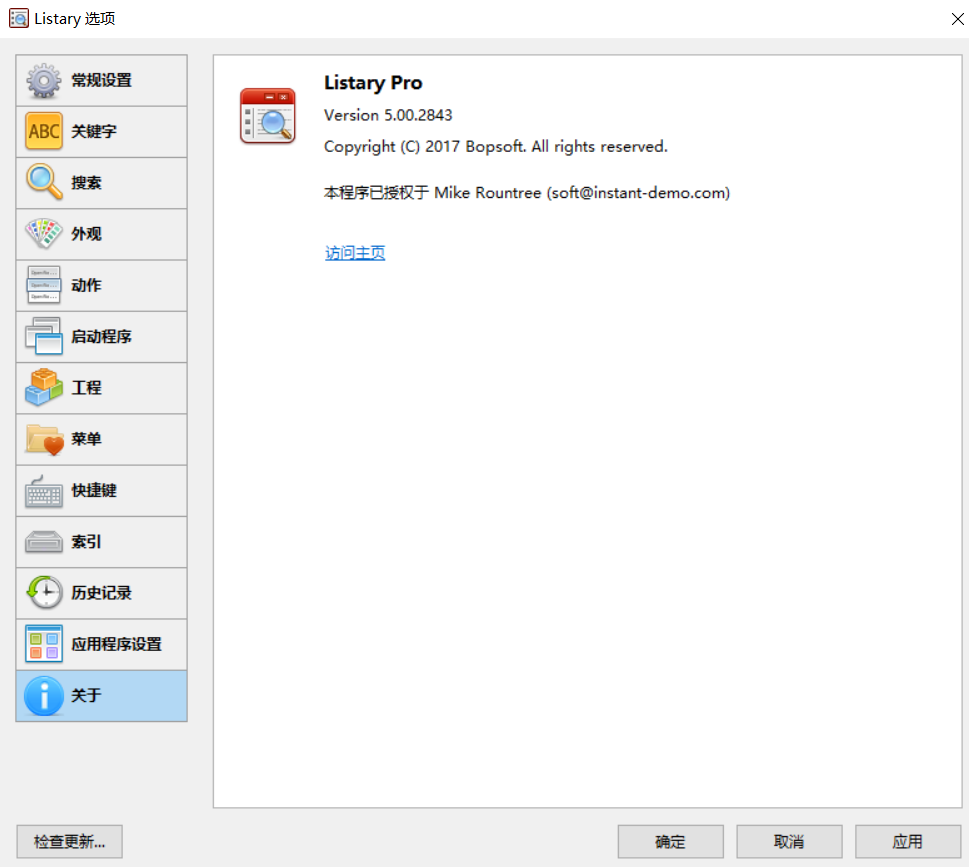 Listary 选项
常规设置
ABC
关键字
搜索
外观
动作
启动程序
工程
菜单
快捷键
索引
历史记录
应用程序设置
关于
Listary Pro
Version 5.00.2843
Copyright (C) 2017 Bopsoft. All rights reserved.
本程序已授权于 Mike Rountree (soft@instant-demo.com)
访问主页
检查更新...
确定
取消
应用